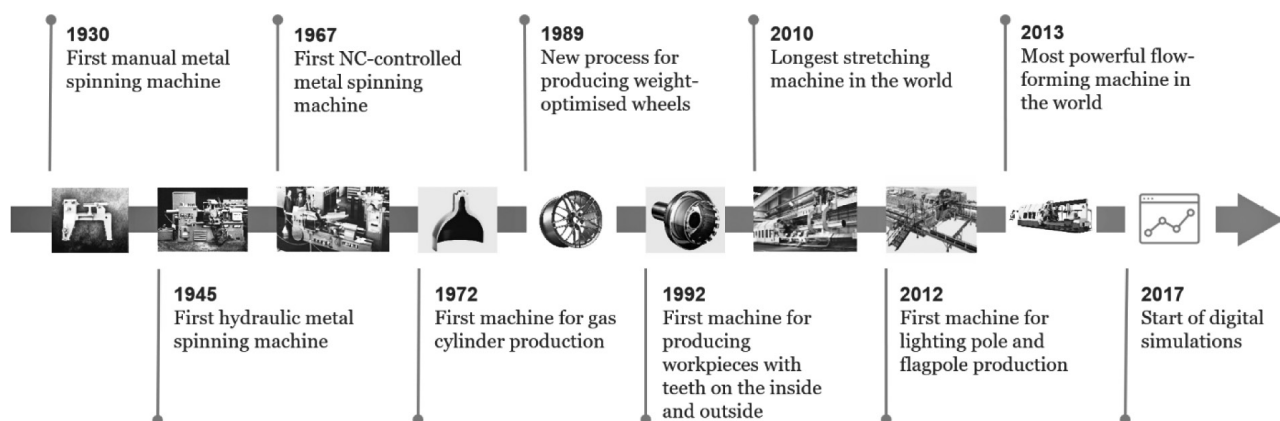 1930
First manual metal
spinning machine
1967
First NC-controlled
metal spinning
machine
1989
New process for
producing weight-
optimised wheels
2010
Longest stretching
machine in the world
2013
Most powerful flow-
forming machine in
the world
1945
First hydraulic metal
spinning machine
1972
First machine for gas
cylinder production
1992
First machine for
producing
workpieces with
teeth on the inside
and outside
2012
First machine for
lighting pole and
flagpole production
2017
Start of digital
simulations